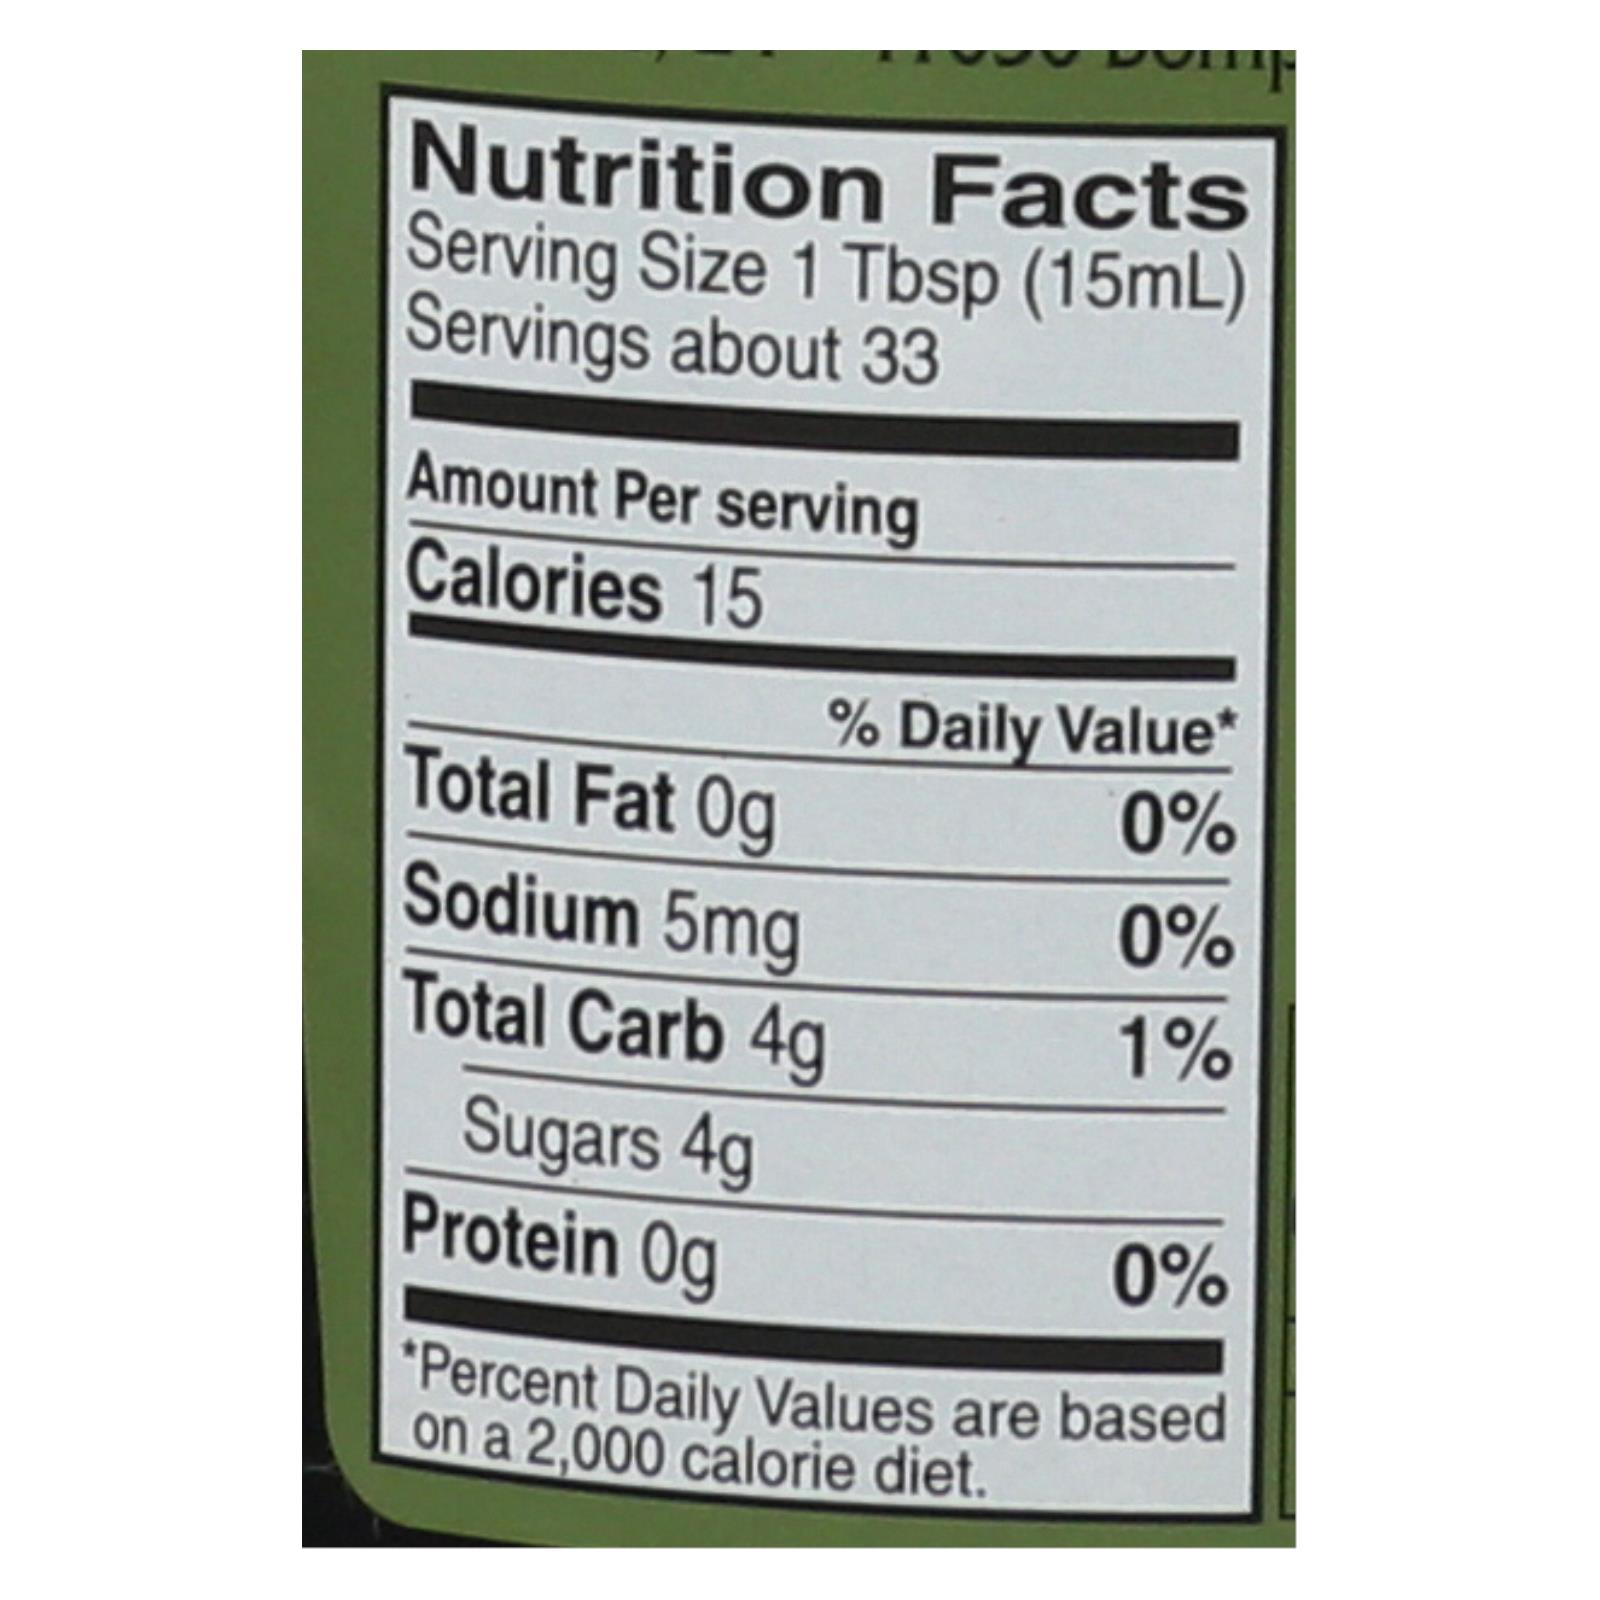 Nutrition Facts
Serving Size 1 Tbsp (15mL)
Servings about 33
Amount Per serving
Calories 15
% Daily Value*
Total Fat 0g 0%
Sodium 5mg 0%
Total Carb 4g 1%
Sugars 4g
Protein 0g 0%
*Percent Daily Values are based
on a 2,000 calorie diet.